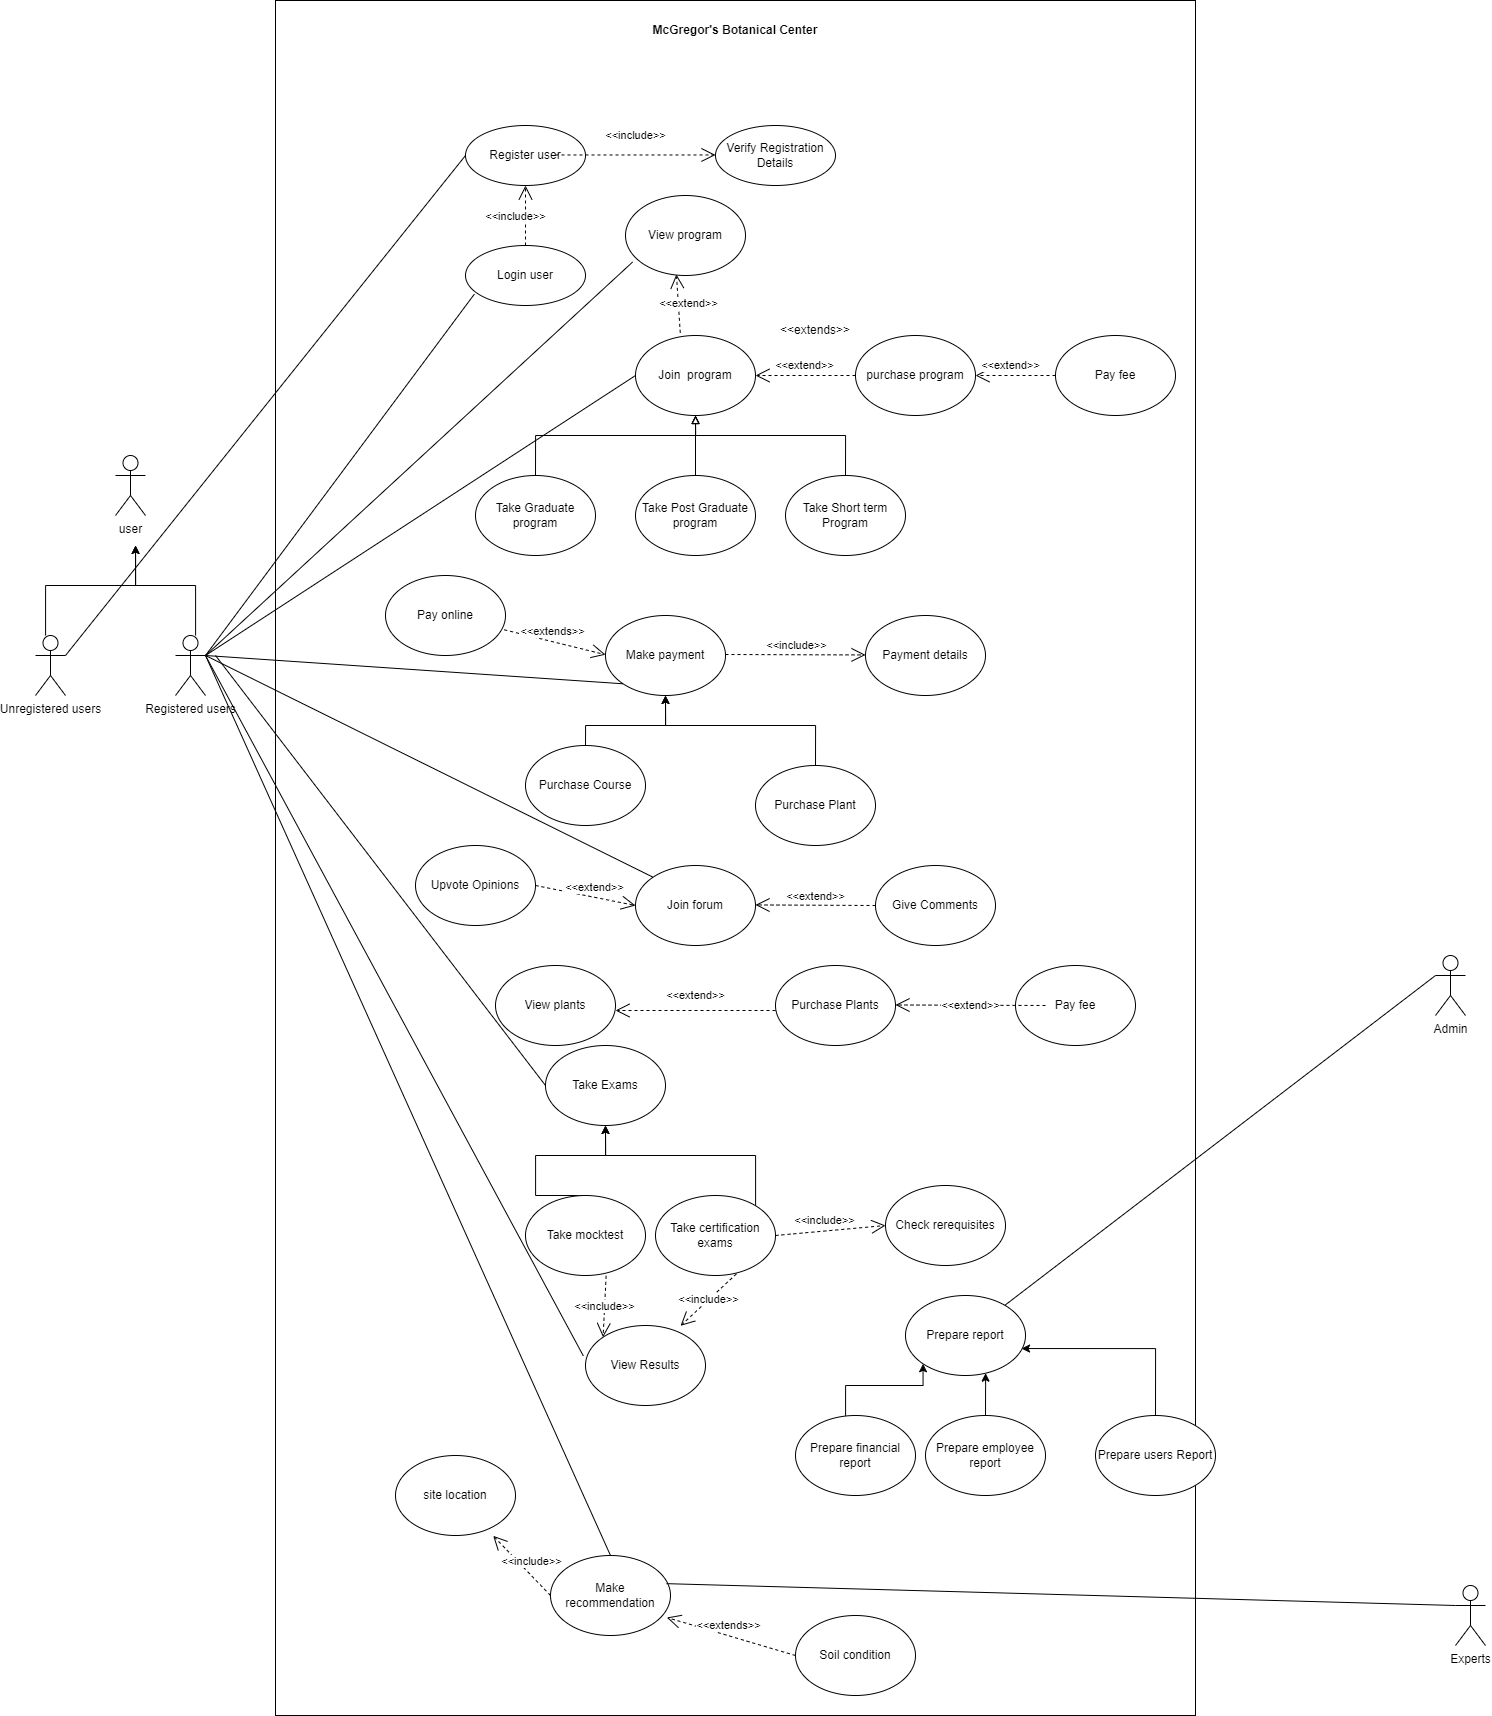 McGregor's Botanical Center
Register user
<<include>>
Verify Registration
Details
<<include>>
View program
Login user
<<extend>>
<<extends>>
Join  program
<<extend>>
purchase program
<<extend>>
Pay fee
Take Graduate
program
Take Post Graduate
program
Take Short term
Program
user
Pay online
<<extends>>
Make payment
<<include>>
Payment details
Unregistered users
Registered users
Purchase Course
Purchase Plant
Upvote Opinions
<<extend>>
Join forum
<<extend>>
Give Comments
View plants
<<extend>>
Purchase Plants
<<extend>>
Pay fee
Admin
Take Exams
Take mocktest
Take certification
exams
<<include>>
Check rerequisites
<<include>>
<<include>>
View Results
Prepare report
Prepare financial
report
Prepare employee
report
Prepare users Report
site location
<<include>>
Make
recommendation
<<extends>>
Soil condition
Experts